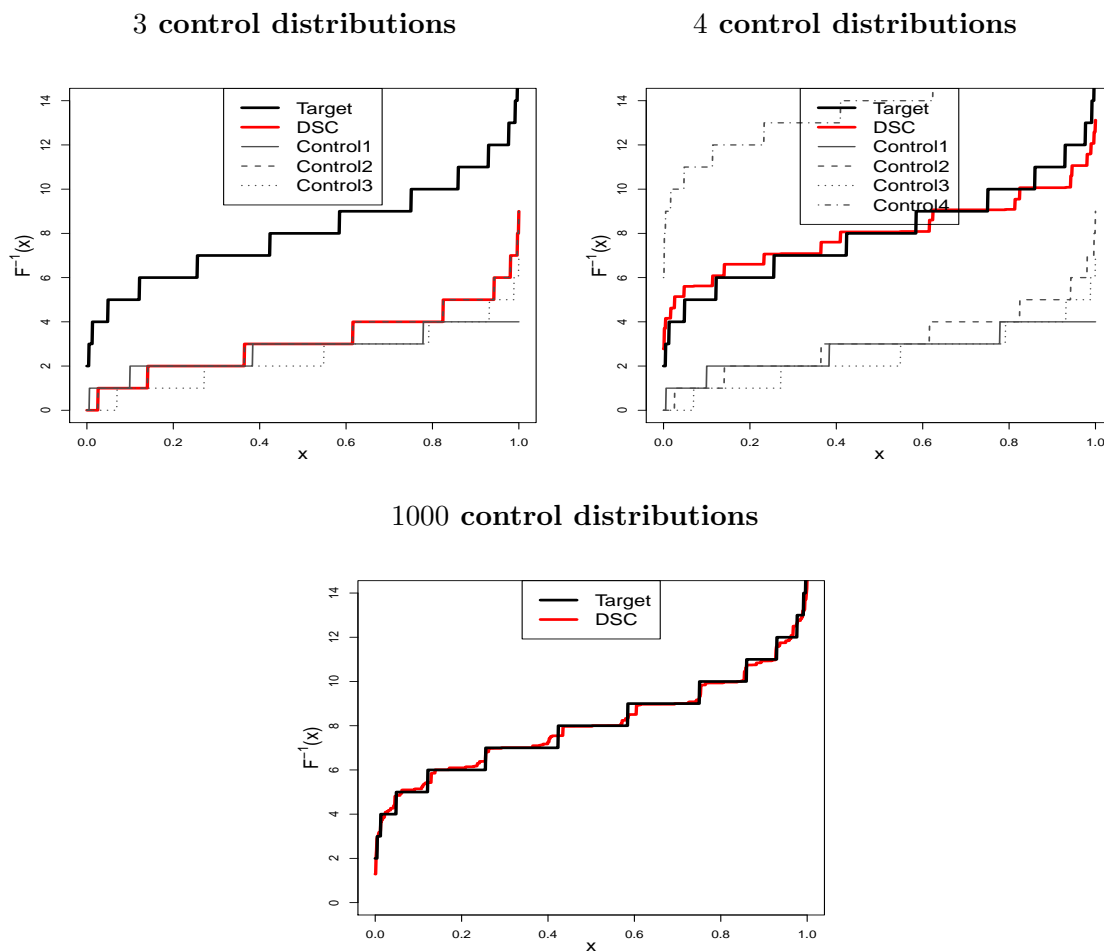 3 control distributions
Target
DSC
Control1
Control2
Control3
0 2 4 6 8 10 12 14
F⁻¹(x)
0.0 0.2 0.4 0.6 0.8 1.0
x
4 control distributions
Target
DSC
Control1
Control2
Control3
Control4
0 2 4 6 8 10 12 14
F⁻¹(x)
0.0 0.2 0.4 0.6 0.8 1.0
x
1000 control distributions
Target
DSC
0 2 4 6 8 10 12 14
F⁻¹(x)
0.0 0.2 0.4 0.6 0.8 1.0
x